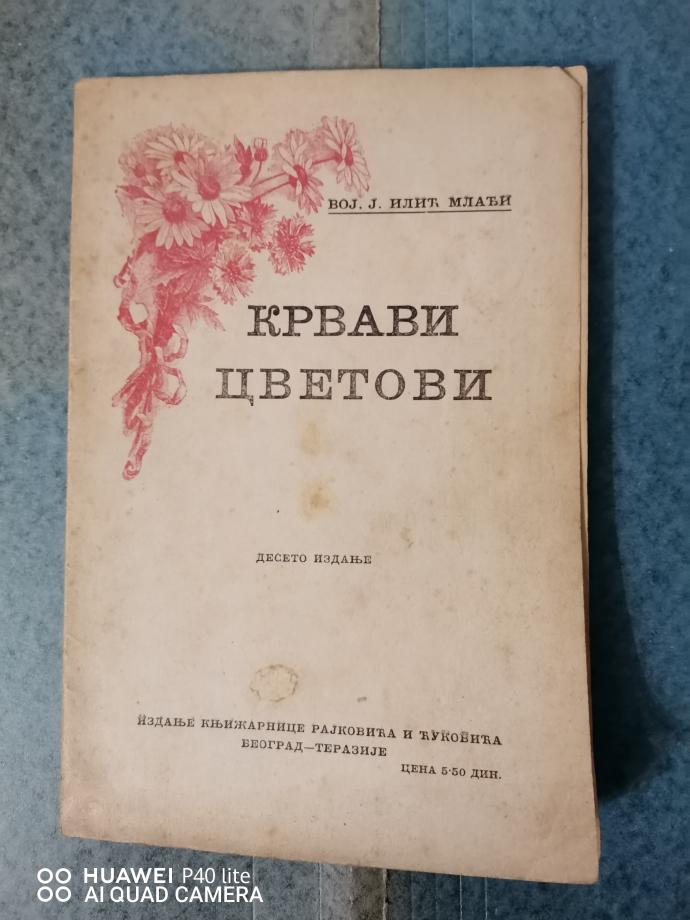 ВОЈ. Ј. ИЛИЋ МЛАЂИ
КРВАВИ
ЦВЕТОВИ
ДЕСЕТО ИЗДАЊЕ
ИЗДАЊЕ КЊИЖАРНИЦЕ РАЈКОВИЋА И ЋУКОВИЋА
БЕОГРАД—ТЕРАЗИЈЕ
ЦЕНА 5·50 ДИН.
HUAWEI P40 lite
AI QUAD CAMERA